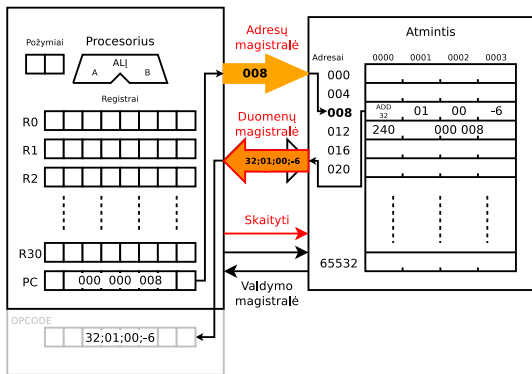 Požymiai
Procesorius
ALĮ
A
B
Registrai
R0
R1
R2
R30
PC
000 000 008
OPCODE
32;01;00;-6
Adresų
magistralė
008
Duomenų
magistralė
32;01;00;-6
Skaityti
Valdymo
magistralė
Atmintis
Adresai
0000 0001 0002 0003
000
004
008
ADD
32
01 00 -6
012
240 000 008
016
020
65532